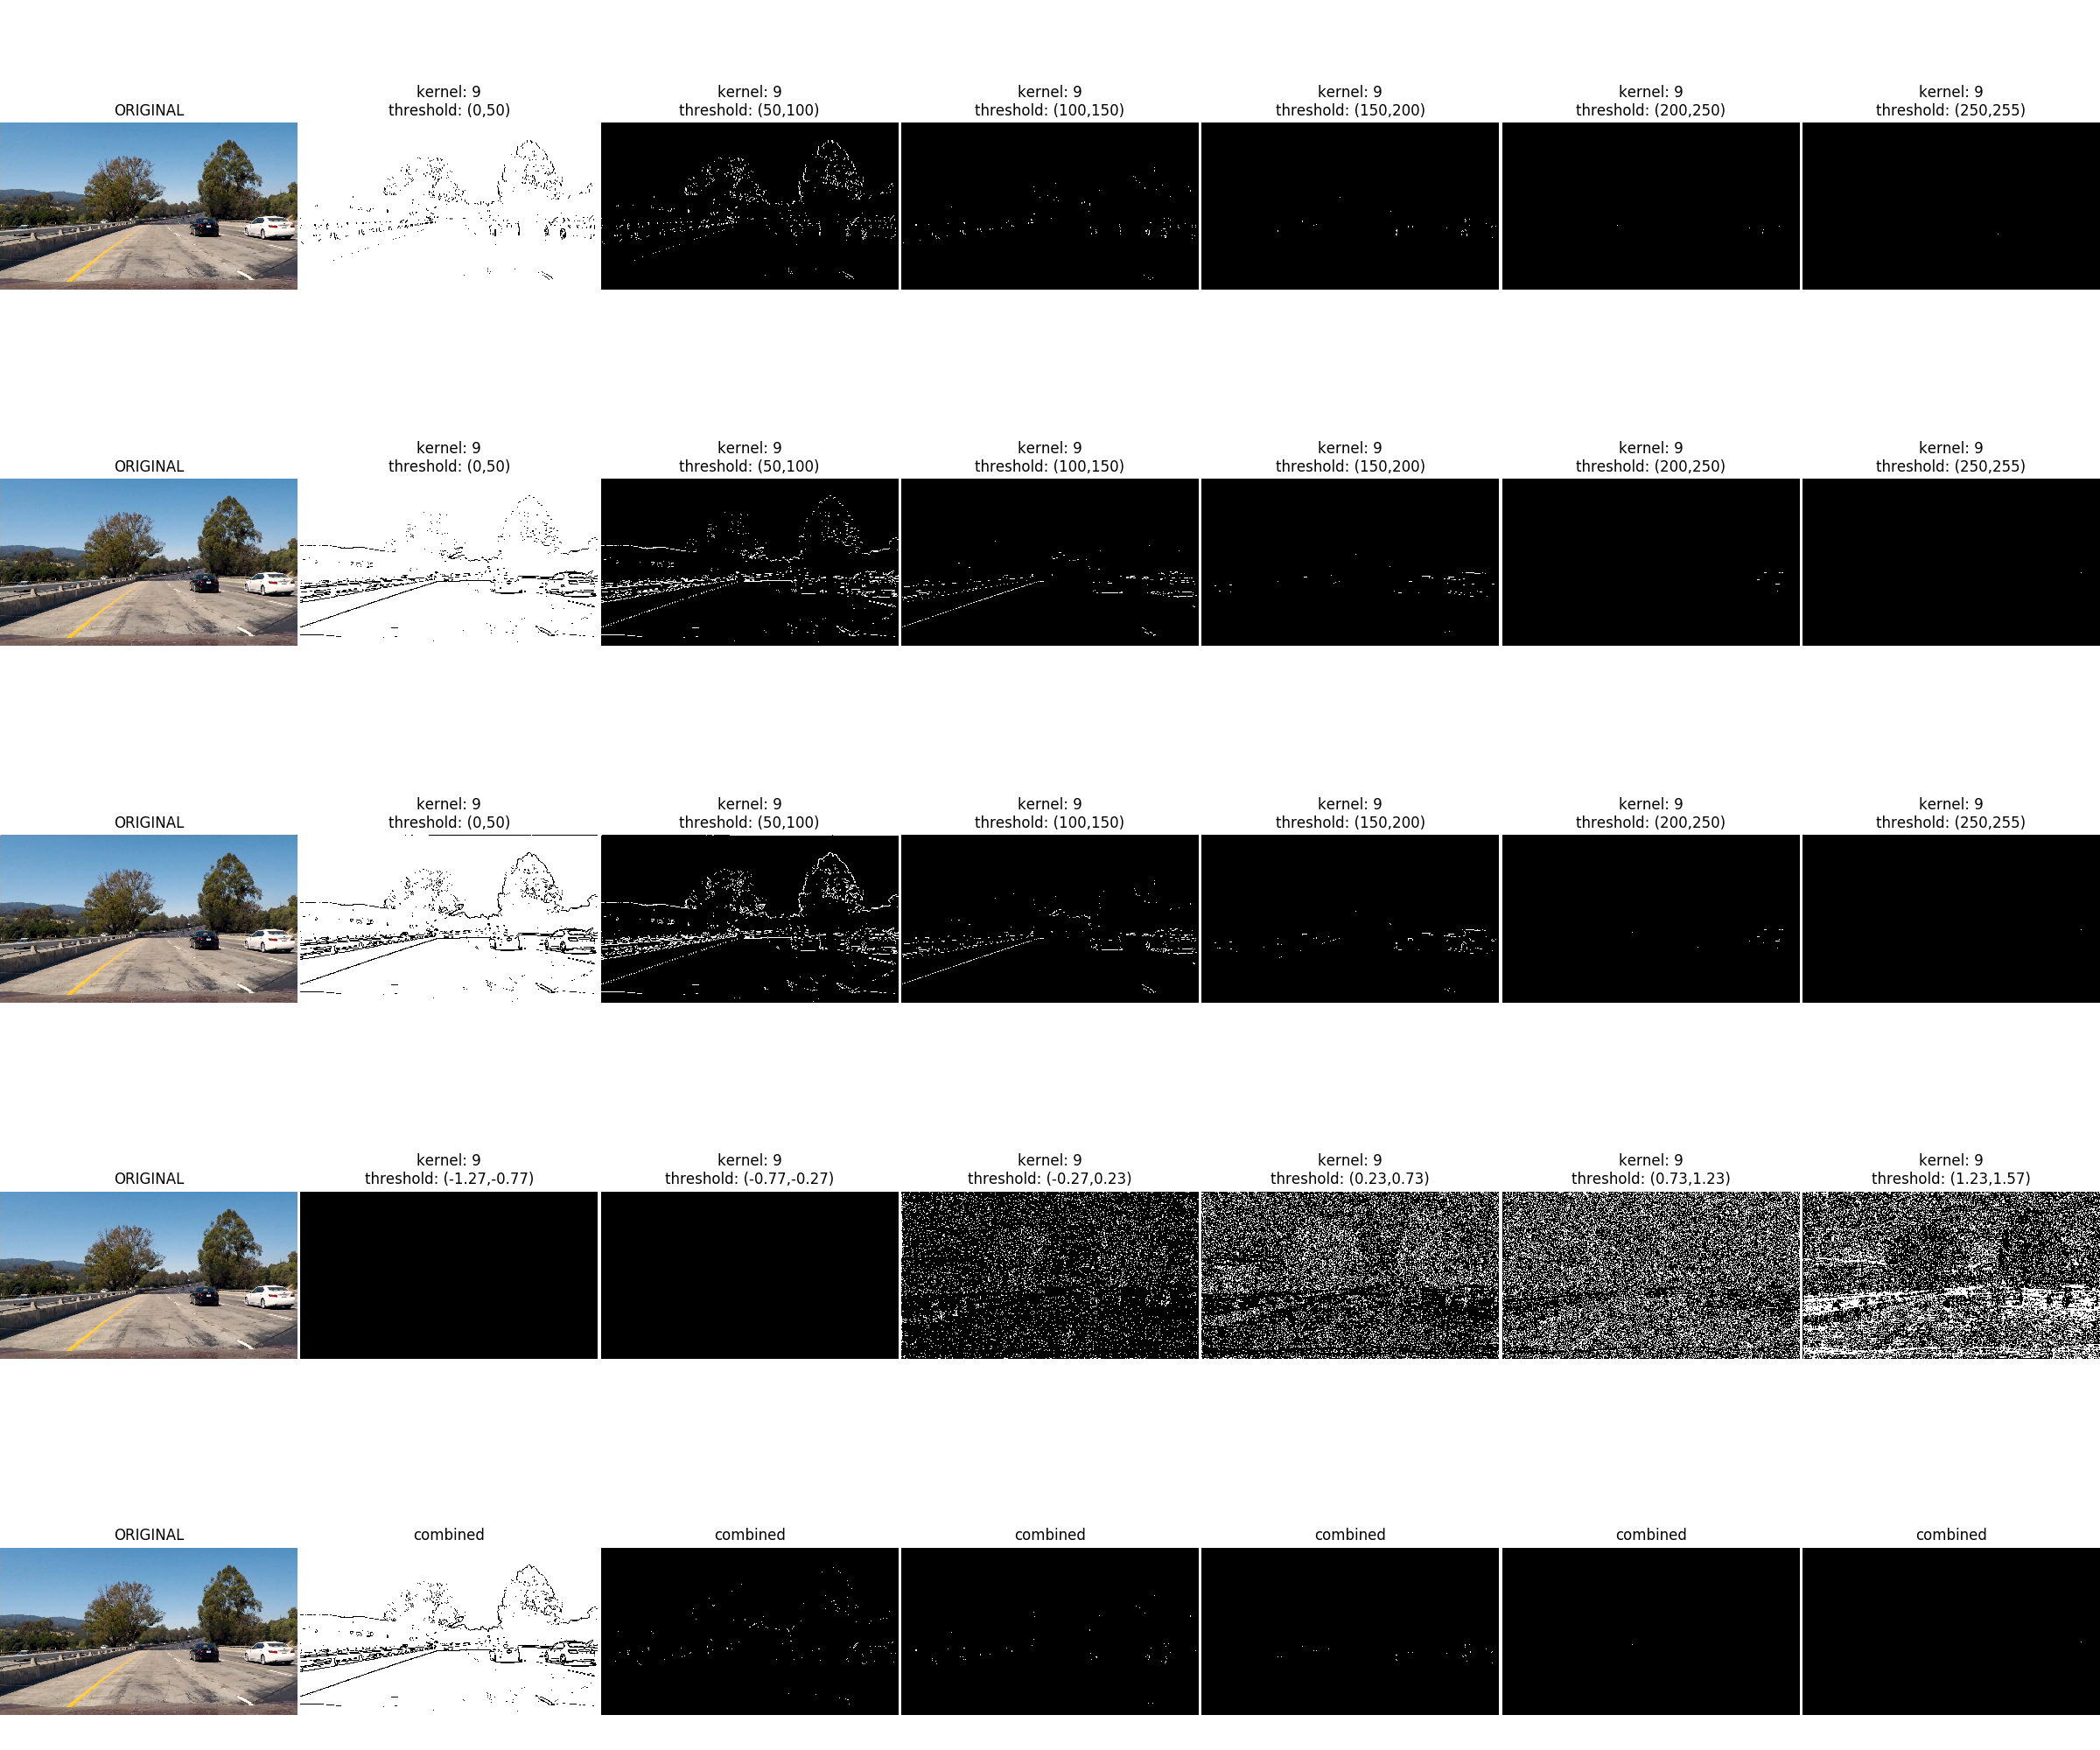 ORIGINAL
kernel: 9
threshold: (0,50)
kernel: 9
threshold: (50,100)
kernel: 9
threshold: (100,150)
kernel: 9
threshold: (150,200)
kernel: 9
threshold: (200,250)
kernel: 9
threshold: (250,255)
ORIGINAL
kernel: 9
threshold: (0,50)
kernel: 9
threshold: (50,100)
kernel: 9
threshold: (100,150)
kernel: 9
threshold: (150,200)
kernel: 9
threshold: (200,250)
kernel: 9
threshold: (250,255)
ORIGINAL
kernel: 9
threshold: (0,50)
kernel: 9
threshold: (50,100)
kernel: 9
threshold: (100,150)
kernel: 9
threshold: (150,200)
kernel: 9
threshold: (200,250)
kernel: 9
threshold: (250,255)
ORIGINAL
kernel: 9
threshold: (-1.27,-0.77)
kernel: 9
threshold: (-0.77,-0.27)
kernel: 9
threshold: (-0.27,0.23)
kernel: 9
threshold: (0.23,0.73)
kernel: 9
threshold: (0.73,1.23)
kernel: 9
threshold: (1.23,1.57)
ORIGINAL
combined
combined
combined
combined
combined
combined